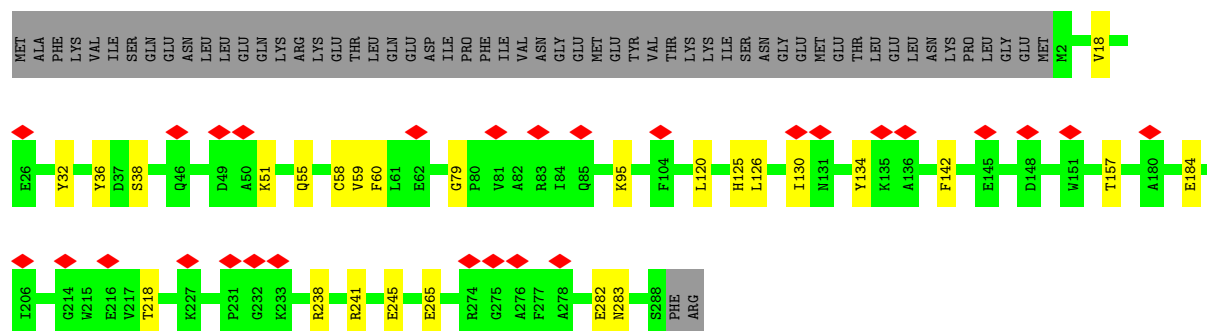 MET ALA PHE LYS VAL ILE SER GLN GLU ASN LEU LEU GLU GLN LYS ARG LYS GLU THR LEU GLN GLU ASP ILE PRO PHE ILE VAL ASN GLY GLU MET GLU TYR VAL THR LYS LYS ILE SER ASN GLY GLU MET GLU THR LEU GLU LEU ASN LYS PRO LEU GLY GLU MET M2 V18
E26 Y32 Y36 D37 S38 Q46 D49 A50 K51 Q55 C58 V59 F60 L61 E62 G79 P80 V81 A82 R83 I84 Q85 K95 F104 L120 H125 L126 I130 N131 Y134 K135 A136 F142 E145 D148 W151 T157 A180 E184
I206 G214 W215 E216 V217 T218 K227 P231 G232 K233 R238 R241 E245 E265 R274 G275 A276 F277 A278 E282 N283 S288 PHE ARG